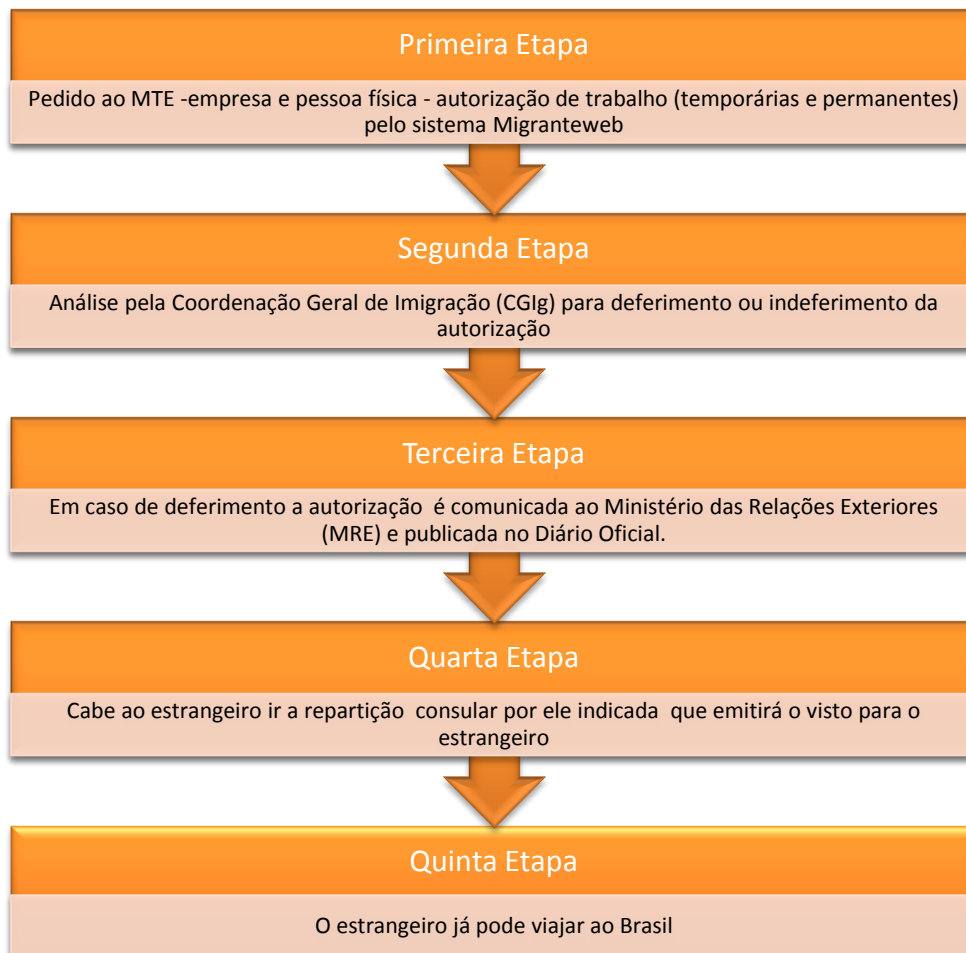 Primeira Etapa
Pedido ao MTE -empresa e pessoa física - autorização de trabalho (temporárias e permanentes)
pelo sistema Migranteweb
Segunda Etapa
Análise pela Coordenação Geral de Imigração (CGIg) para deferimento ou indeferimento da
autorização
Terceira Etapa
Em caso de deferimento a autorização é comunicada ao Ministério das Relações Exteriores
(MRE) e publicada no Diário Oficial.
Quarta Etapa
Cabe ao estrangeiro ir a repartição consular por ele indicada que emitirá o visto para o
estrangeiro
Quinta Etapa
O estrangeiro já pode viajar ao Brasil